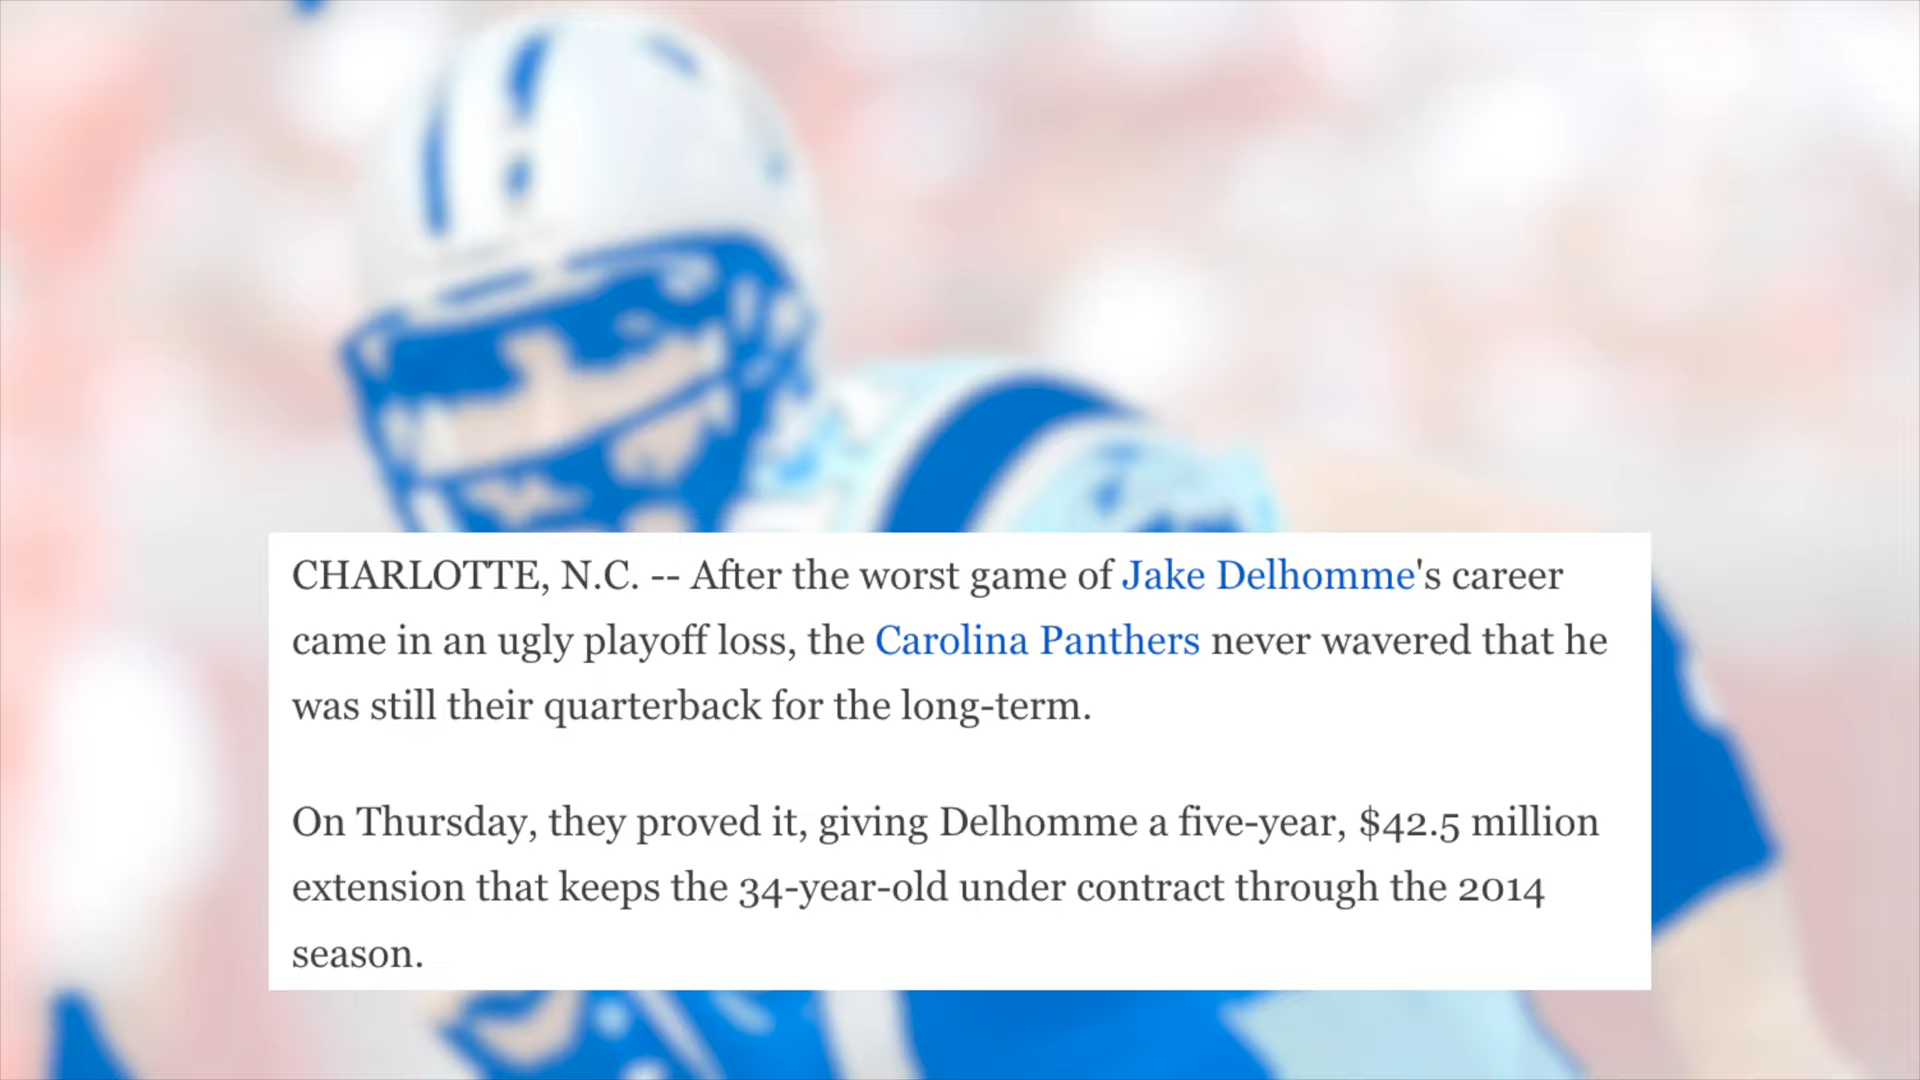 CHARLOTTE, N.C. -- After the worst game of Jake Delhomme's career
came in an ugly playoff loss, the Carolina Panthers never wavered that he
was still their quarterback for the long-term.
On Thursday, they proved it, giving Delhomme a five-year, $42.5 million
extension that keeps the 34-year-old under contract through the 2014
season.